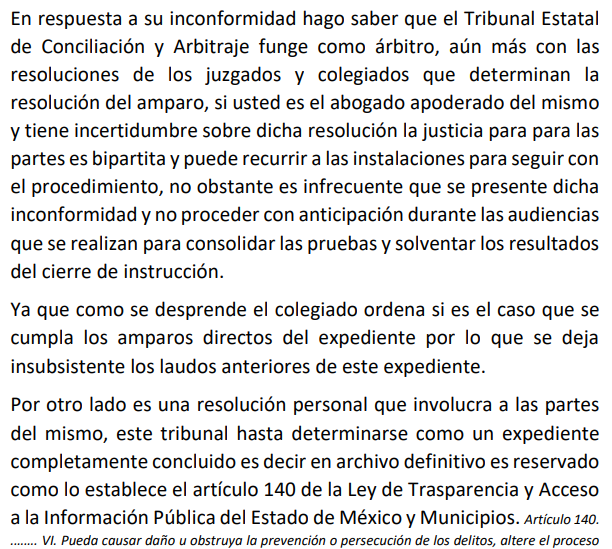 En respuesta a su inconformidad hago saber que el Tribunal Estatal
de Conciliación y Arbitraje funge como árbitro, aún más con las
resoluciones de los juzgados y colegiados que determinan la
resolución del amparo, si usted es el abogado apoderado del mismo
y tiene incertidumbre sobre dicha resolución la justicia para para las
partes es bipartita y puede recurrir a las instalaciones para seguir con
el procedimiento, no obstante es infrecuente que se presente dicha
inconformidad y no proceder con anticipación durante las audiencias
que se realizan para consolidar las pruebas y solventar los resultados
del cierre de instrucción.
Ya que como se desprende el colegiado ordena si es el caso que se
cumpla los amparos directos del expediente por lo que se deja
insubsistente los laudos anteriores de este expediente.
Por otro lado es una resolución personal que involucra a las partes
del mismo, este tribunal hasta determinarse como un expediente
completamente concluido es decir en archivo definitivo es reservado
como lo establece el artículo 140 de la Ley de Trasparencia y Acceso
a la Información Pública del Estado de México y Municipios. Artículo 140.
........ VI. Pueda causar daño u obstruya la prevención o persecución de los delitos, altere el proceso